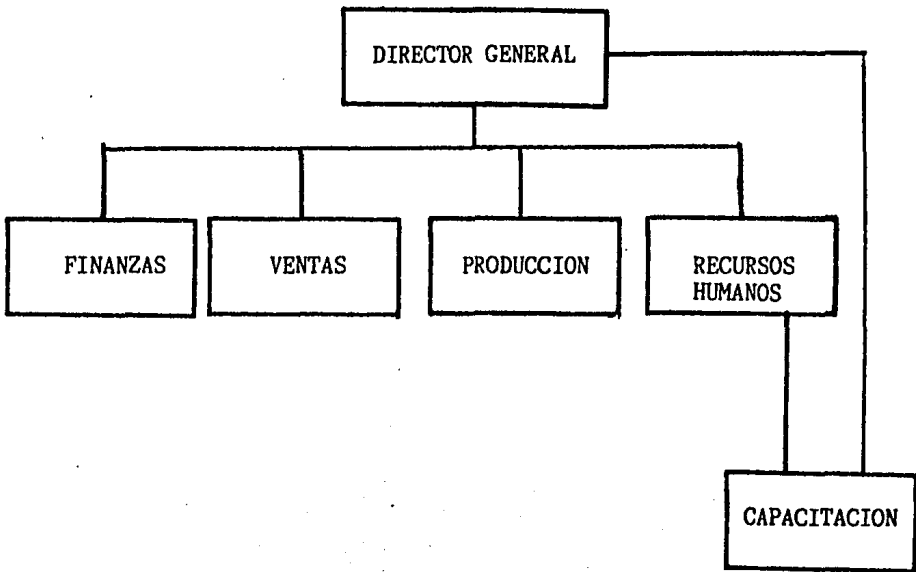 DIRECTOR GENERAL
FINANZAS
VENTAS
PRODUCCION
RECURSOS
HUMANOS
CAPACITACION